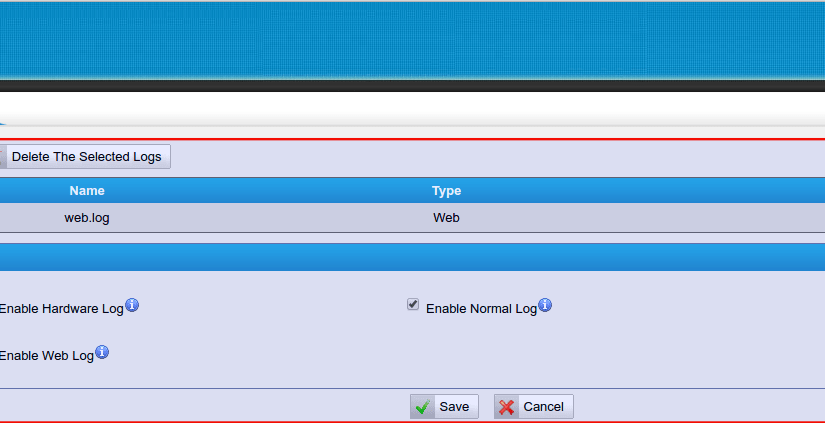 Delete The Selected Logs
Name Type
web.log Web
Enable Hardware Log Enable Normal Log
Enable Web Log
Save Cancel